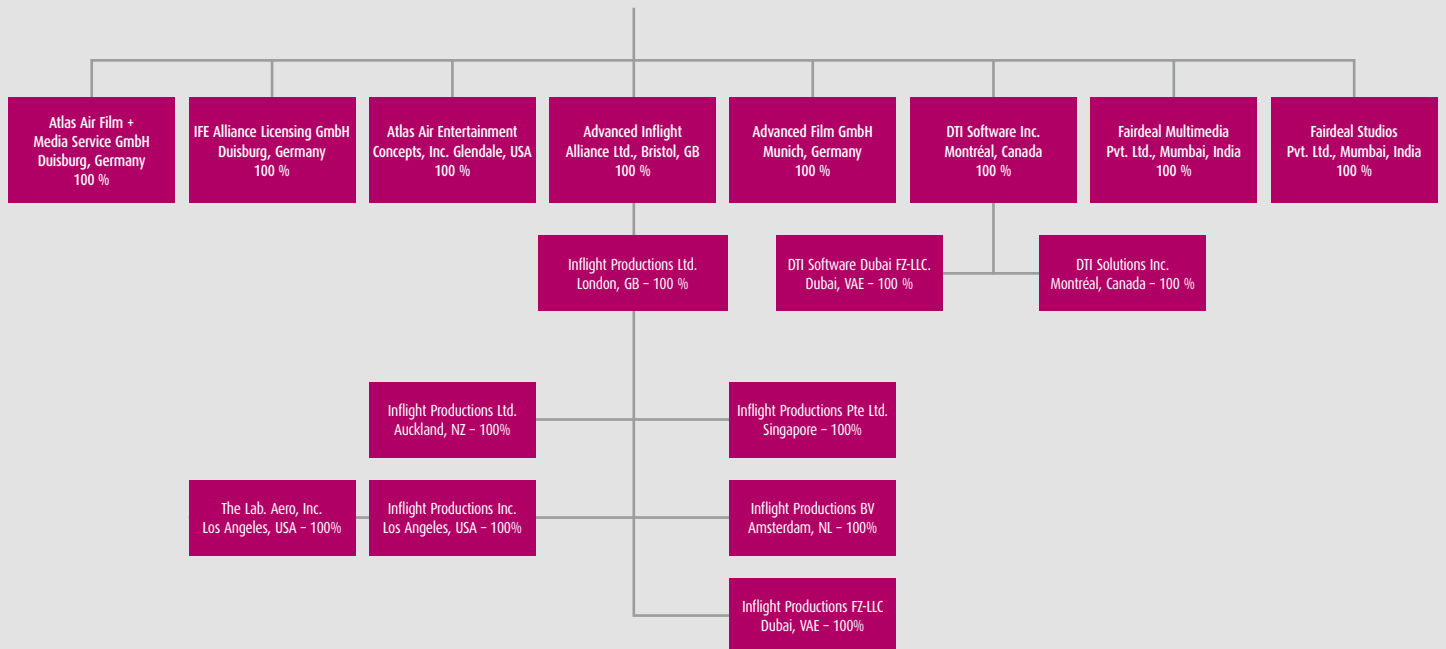 Atlas Air Film +
Media Service GmbH
Duisburg, Germany
100 %
IFE Alliance Licensing GmbH
Duisburg, Germany
100 %
Atlas Air Entertainment
Concepts, Inc. Glendale, USA
100 %
Advanced Inflight
Alliance Ltd., Bristol, GB
100 %
Advanced Film GmbH
Munich, Germany
100 %
DTI Software Inc.
Montréal, Canada
100 %
Fairdeal Multimedia
Pvt. Ltd., Mumbai, India
100 %
Fairdeal Studios
Pvt. Ltd., Mumbai, India
100 %
Inflight Productions Ltd.
London, GB – 100 %
DTI Software Dubai FZ-LLC.
Dubai, VAE – 100 %
DTI Solutions Inc.
Montréal, Canada – 100 %
Inflight Productions Ltd.
Auckland, NZ – 100%
Inflight Productions Pte Ltd.
Singapore – 100%
The Lab. Aero, Inc.
Los Angeles, USA – 100%
Inflight Productions Inc.
Los Angeles, USA – 100%
Inflight Productions BV
Amsterdam, NL – 100%
Inflight Productions FZ-LLC
Dubai, VAE – 100%